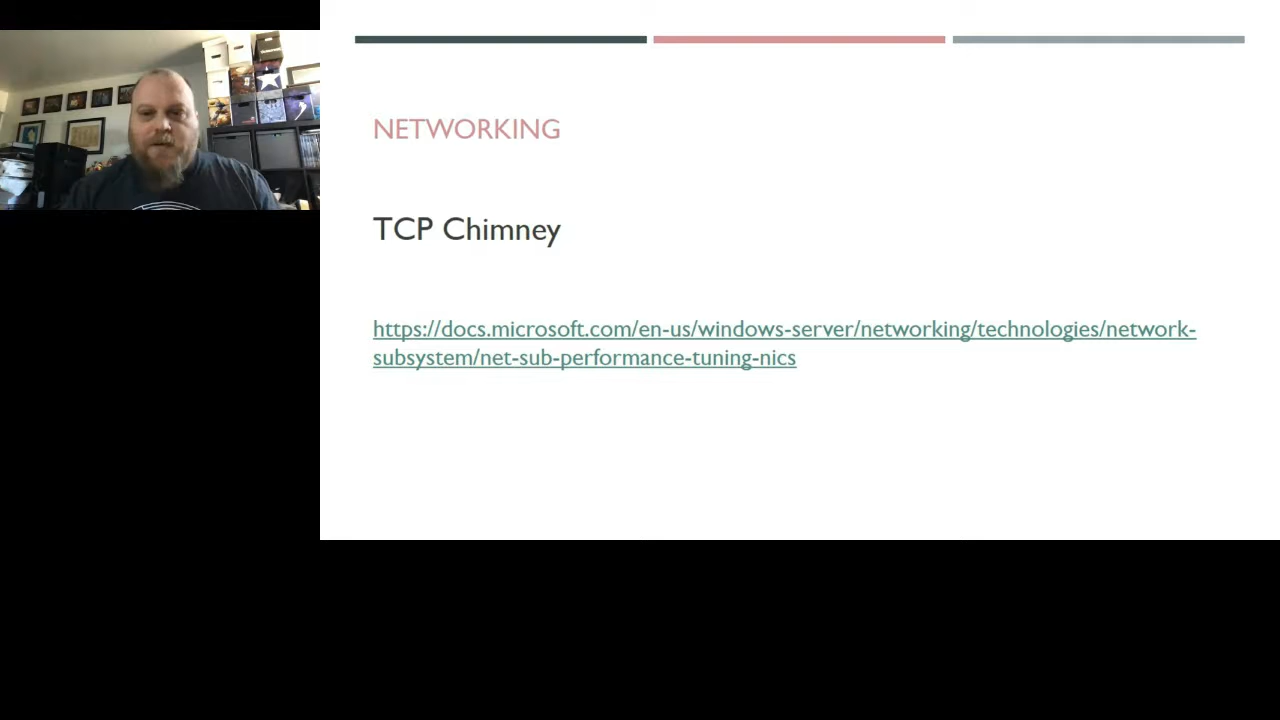 NETWORKING
TCP Chimney
https://docs.microsoft.com/en-us/windows-server/networking/technologies/network-
subsystem/net-sub-performance-tuning-nics